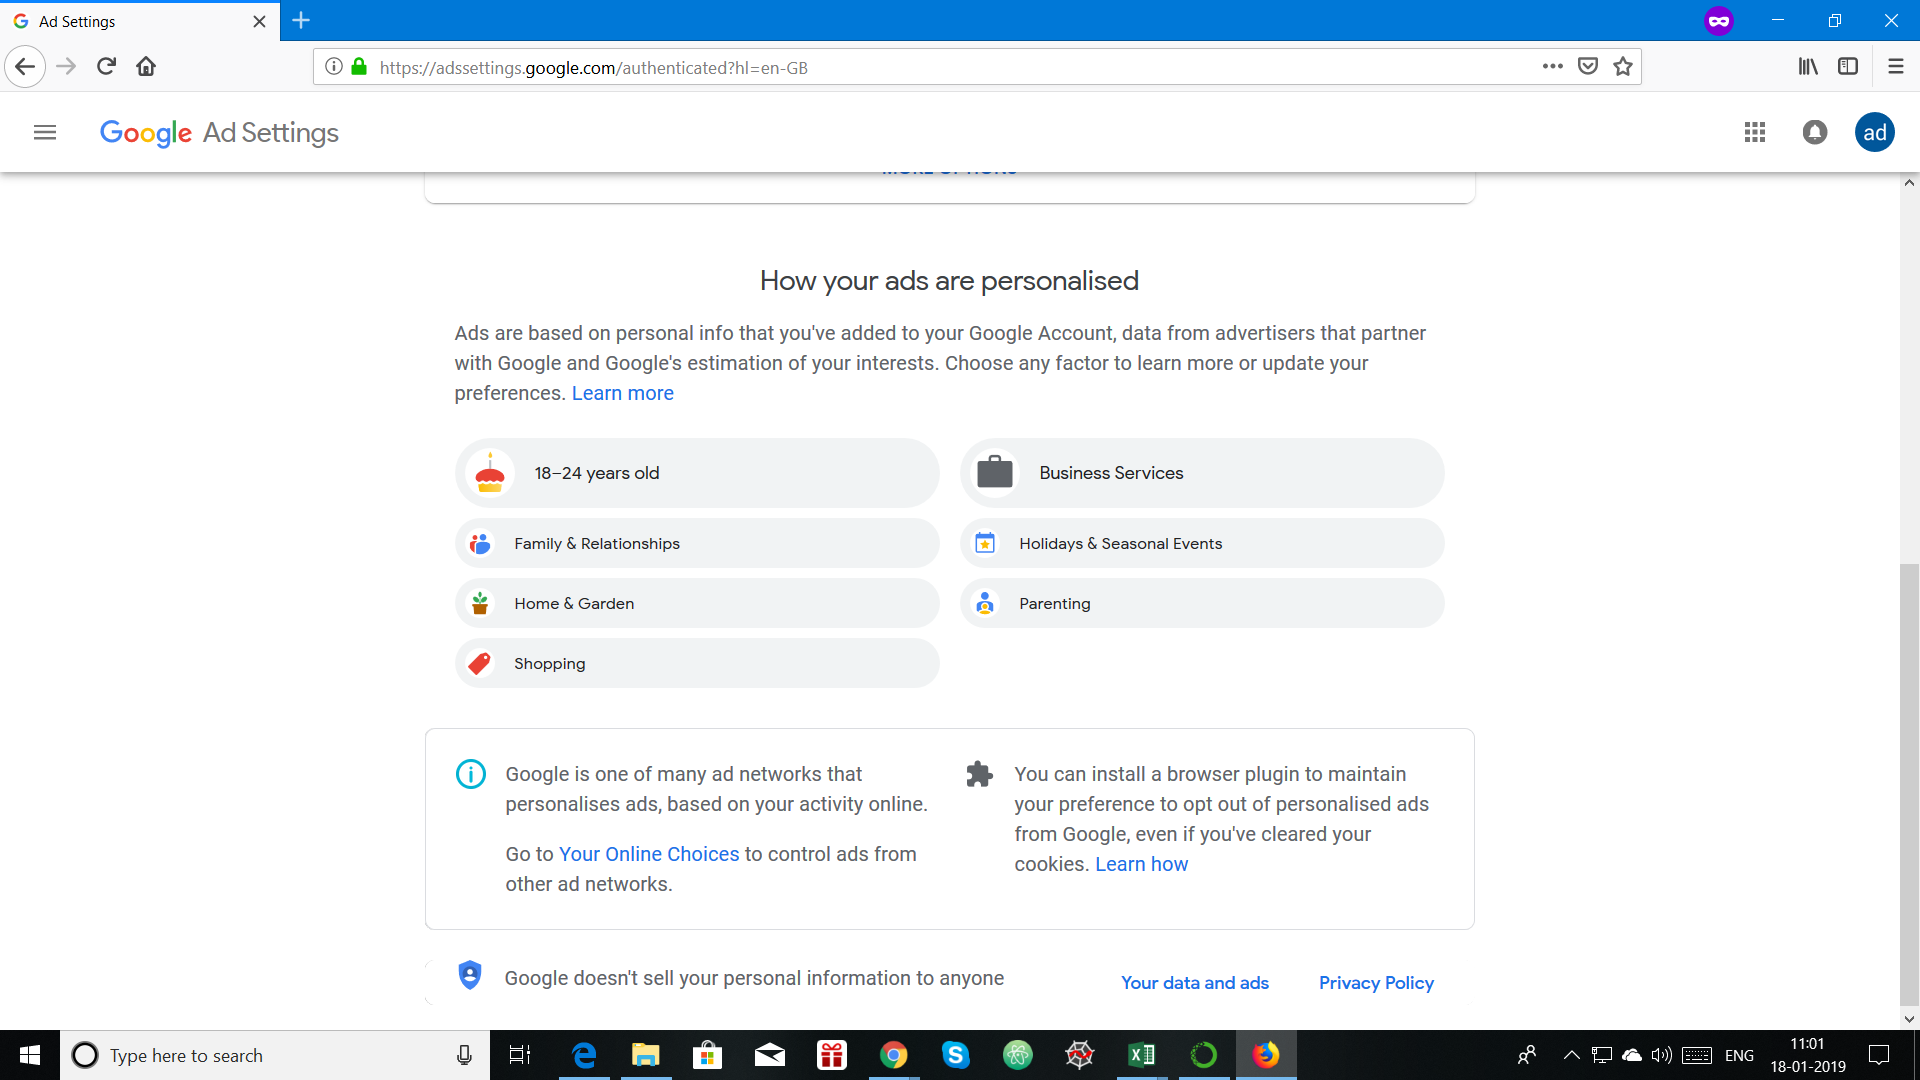 Ad Settings
https://adssettings.google.com/authenticated?hl=en-GB
Google Ad Settings
ad
MORE OPTIONS
How your ads are personalised
Ads are based on personal info that you've added to your Google Account, data from advertisers that partner
with Google and Google's estimation of your interests. Choose any factor to learn more or update your
preferences. Learn more
18–24 years old
Business Services
Family & Relationships
Holidays & Seasonal Events
Home & Garden
Parenting
Shopping
Google is one of many ad networks that
personalises ads, based on your activity online.
Go to Your Online Choices to control ads from
other ad networks.
You can install a browser plugin to maintain
your preference to opt out of personalised ads
from Google, even if you've cleared your
cookies. Learn how
Google doesn't sell your personal information to anyone
Your data and ads
Privacy Policy
Type here to search
ENG
11:01
18-01-2019